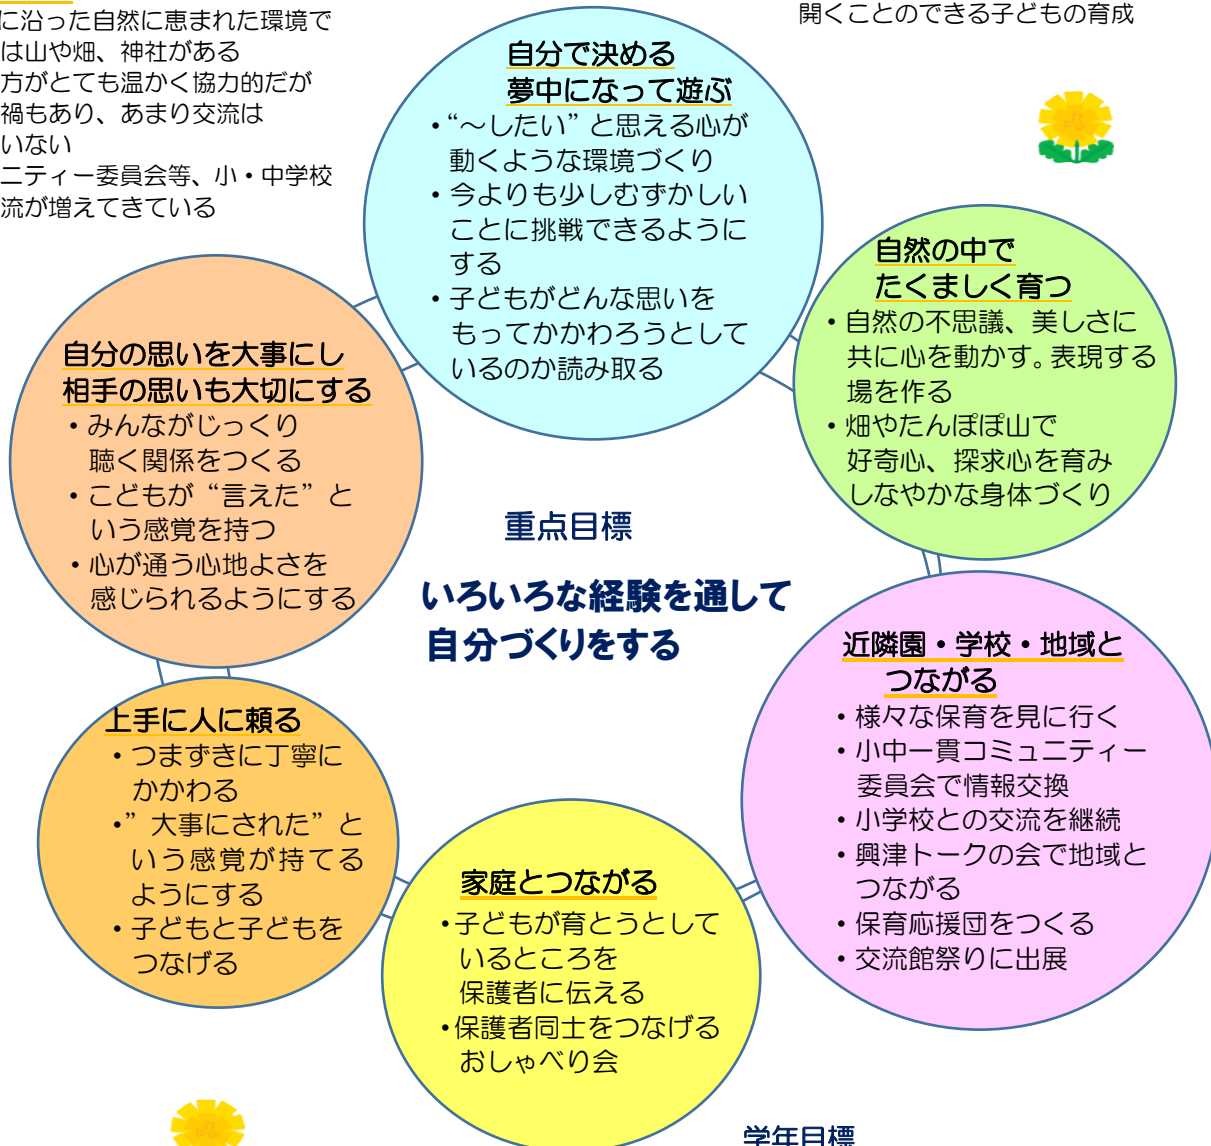 に沿った自然に恵まれた環境で
は山や畑、神社がある
方がとても温かく協力的だが
禍もあり、あまり交流は
いない
ニティー委員会等、小・中学校
流が増えてきている
開くことのできる子どもの育成
自分で決める
夢中になって遊ぶ
・“～したい”と思える心が
動くような環境づくり
・今よりも少しむずかしい
ことに挑戦できるように
する
・子どもがどんな思いを
もってかかわろうとして
いるのか読み取る
自然の中で
たくましく育つ
・自然の不思議、美しさに
共に心を動かす。表現する
場を作る
・畑やたんぽぽ山で
好奇心、探求心を育み
しなやかな身体づくり
自分の思いを大事にし
相手の思いも大切にする
・みんながじっくり
聴く関係をつくる
・こどもが“言えた”と
いう感覚を持つ
・心が通う心地よさを
感じられるようにする
重点目標
いろいろな経験を通して
自分づくりをする
近隣園・学校・地域と
つながる
・様々な保育を見に行く
・小中一貫コミュニティー
委員会で情報交換
・小学校との交流を継続
・興津トークの会で地域と
つながる
・保育応援団をつくる
・交流館祭りに出展
上手に人に頼る
・つまずきに丁寧に
かかわる
・”大事にされた”と
いう感覚が持てる
ようにする
・子どもと子どもを
つなげる
家庭とつながる
・子どもが育とうとして
いるところを
保護者に伝える
・保護者同士をつなげる
おしゃべり会
学年目標